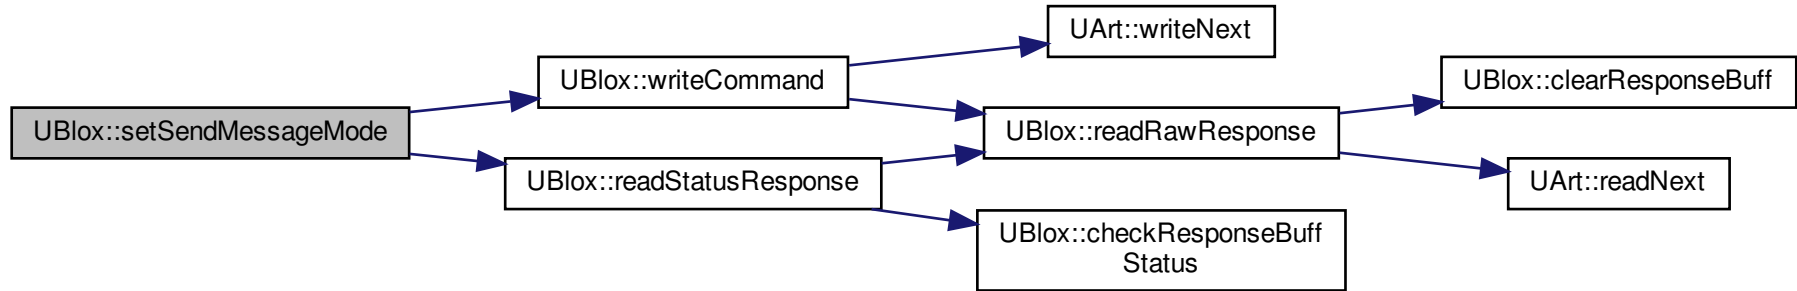 UBlox::setSendMessageMode
UBlox::writeCommand
UBlox::readStatusResponse
UArt::writeNext
UBlox::readRawResponse
UBlox::checkResponseBuff
Status
UBlox::clearResponseBuff
UArt::readNext